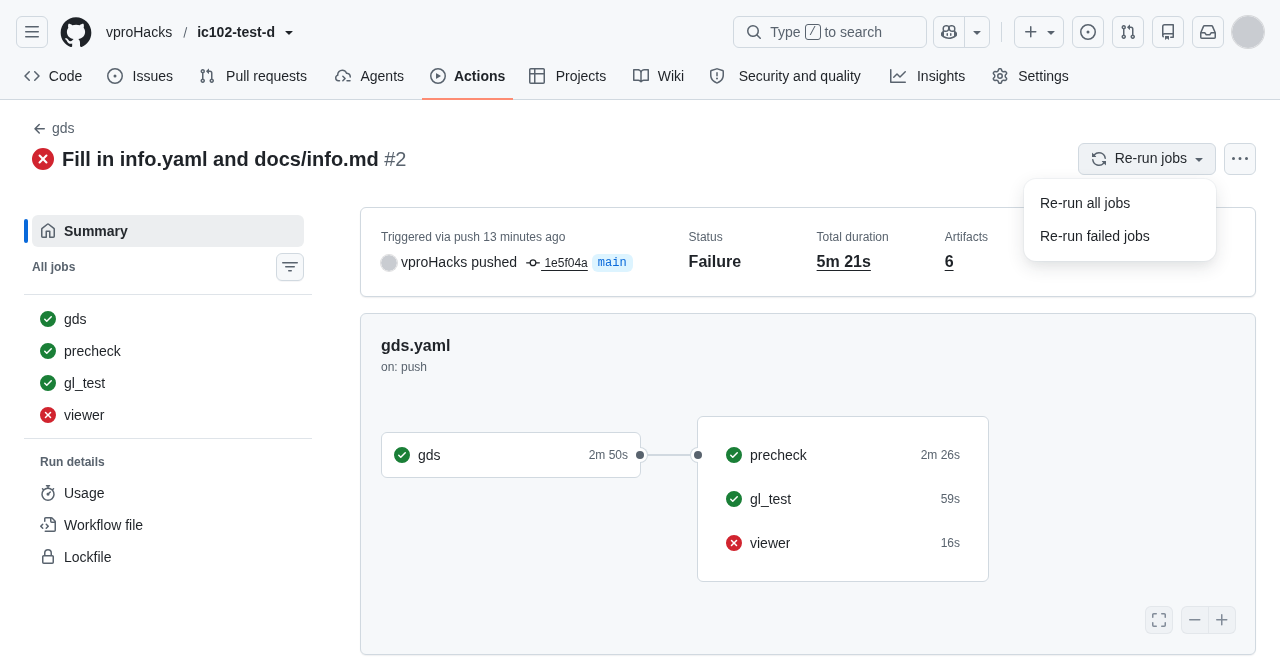 vproHacks / ic102-test-d
Type / to search
Code Issues Pull requests Agents Actions Projects Wiki Security and quality Insights Settings
gds
Fill in info.yaml and docs/info.md #2
Re-run jobs
Re-run all jobs
Re-run failed jobs
Summary
All jobs
gds
precheck
gl_test
viewer
Run details
Usage
Workflow file
Lockfile
Triggered via push 13 minutes ago
vproHacks pushed 1e5f04a main
Status
Failure
Total duration
5m 21s
Artifacts
6
gds.yaml
on: push
gds 2m 50s
precheck 2m 26s
gl_test 59s
viewer 16s